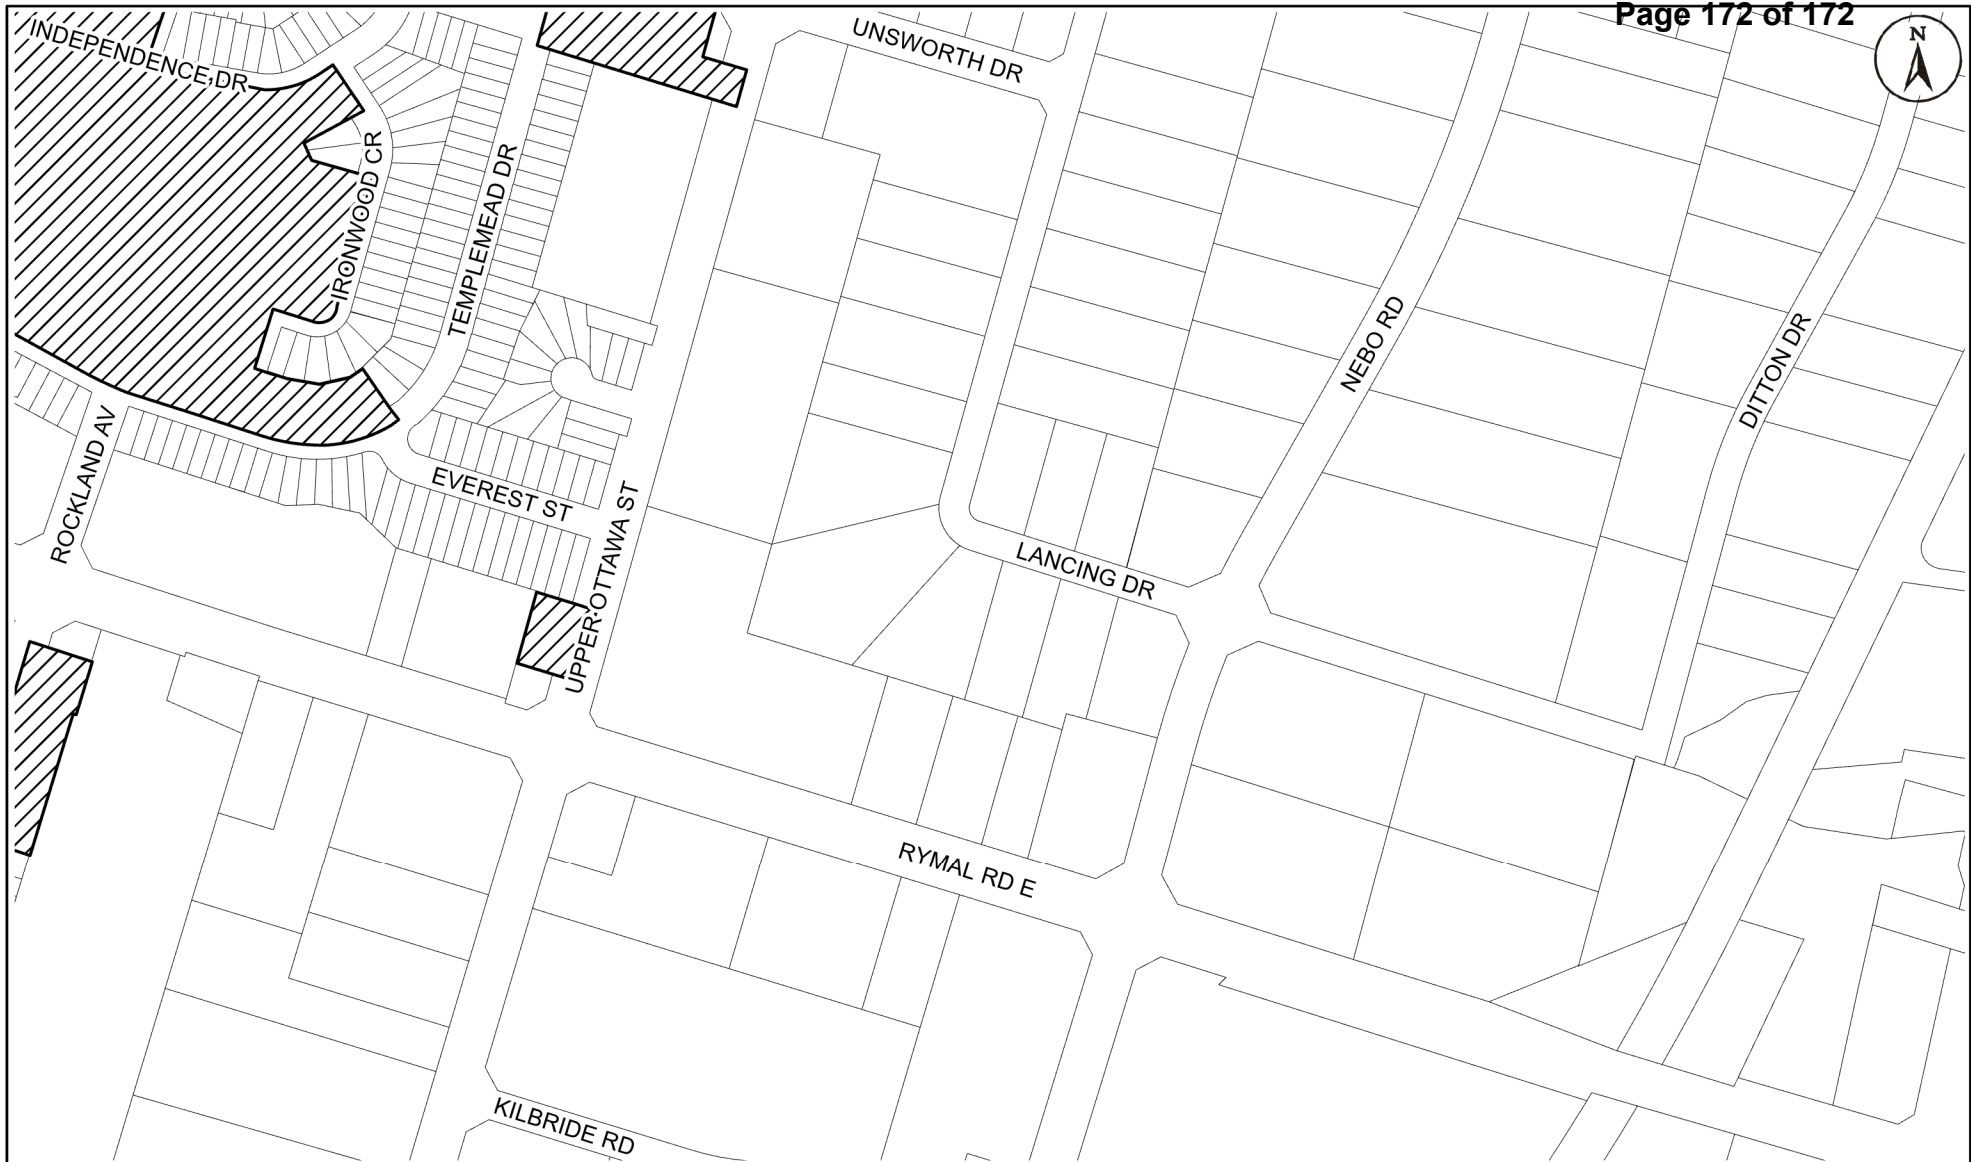 Page 172 of 172
N
INDEPENDENCE DR
UNSWORTH DR
IRONWOOD CR
TEMPLEMEAD DR
NEBO RD
DITTON DR
ROCKLAND AV
EVEREST ST
UPPER OTTAWA ST
LANCING DR
RYMAL RD E
KILBRIDE RD